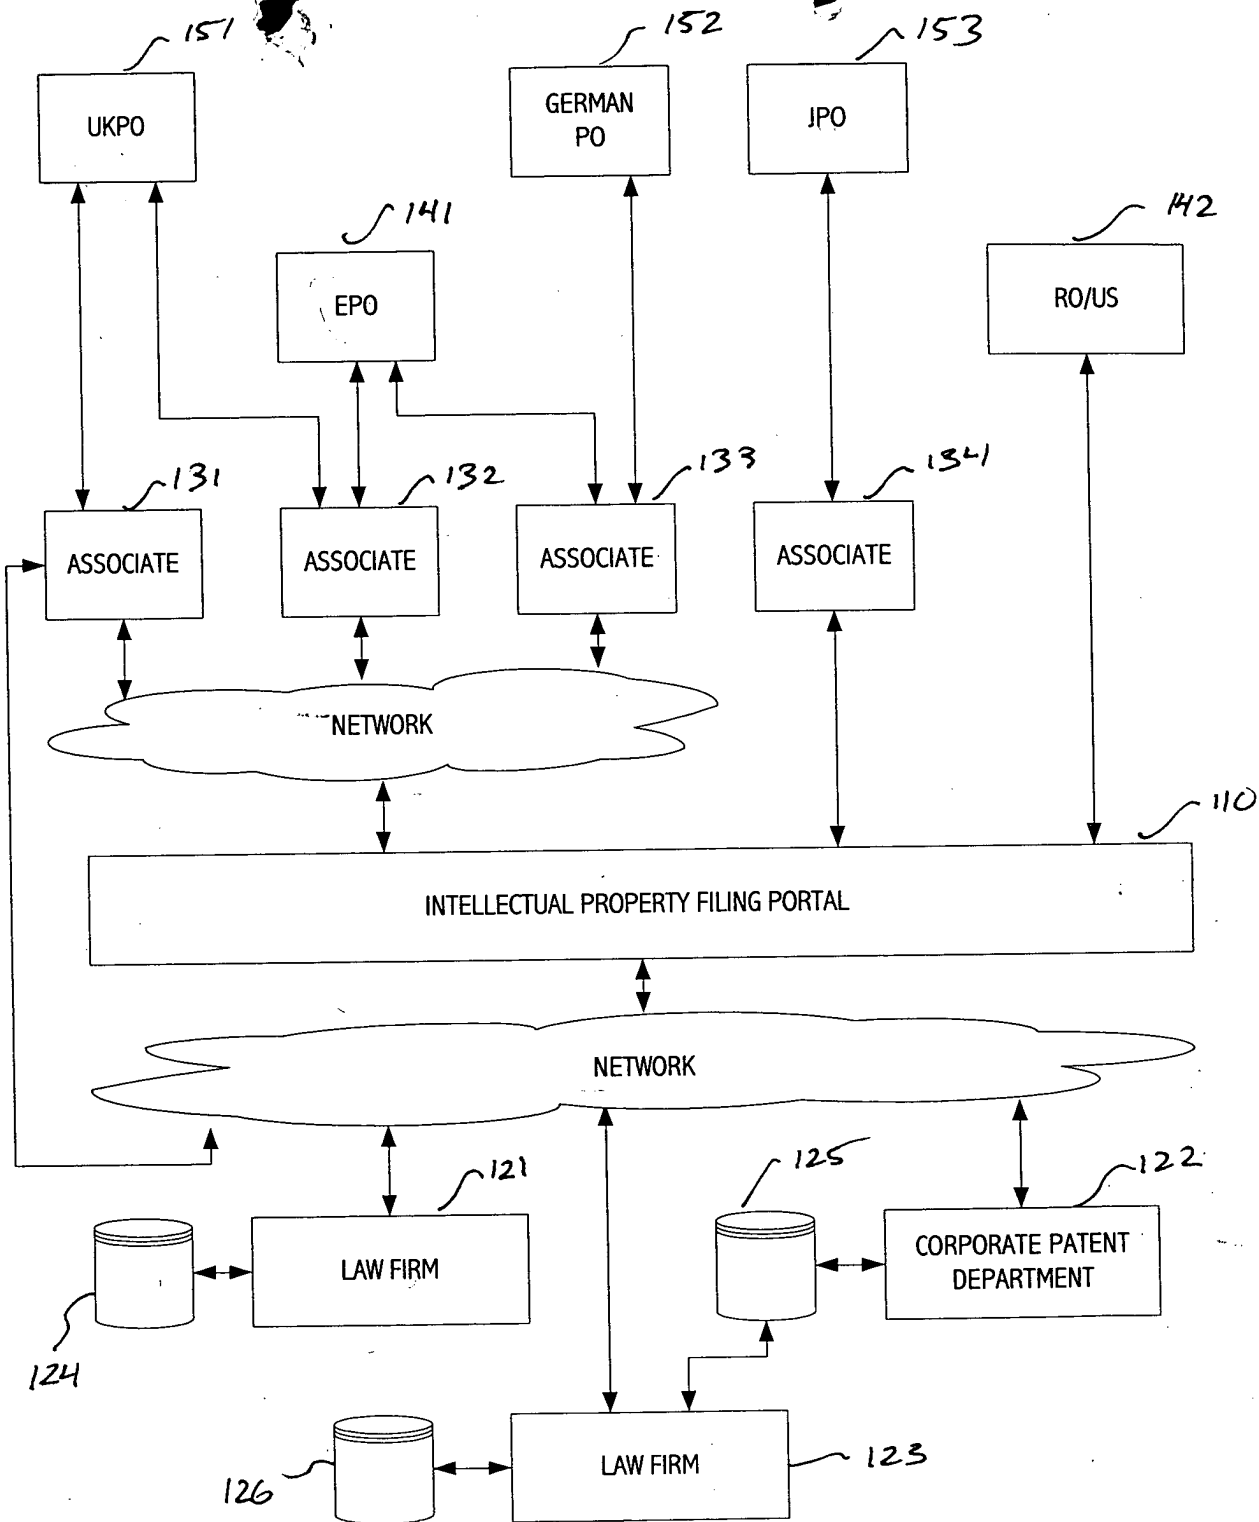 151
152
153
UKPO
GERMAN
PO
JPO
141
142
EPO
RO/US
131
132
133
134
ASSOCIATE
ASSOCIATE
ASSOCIATE
ASSOCIATE
NETWORK
110
INTELLECTUAL PROPERTY FILING PORTAL
NETWORK
121
125
122
LAW FIRM
CORPORATE PATENT
DEPARTMENT
124
126
LAW FIRM
123